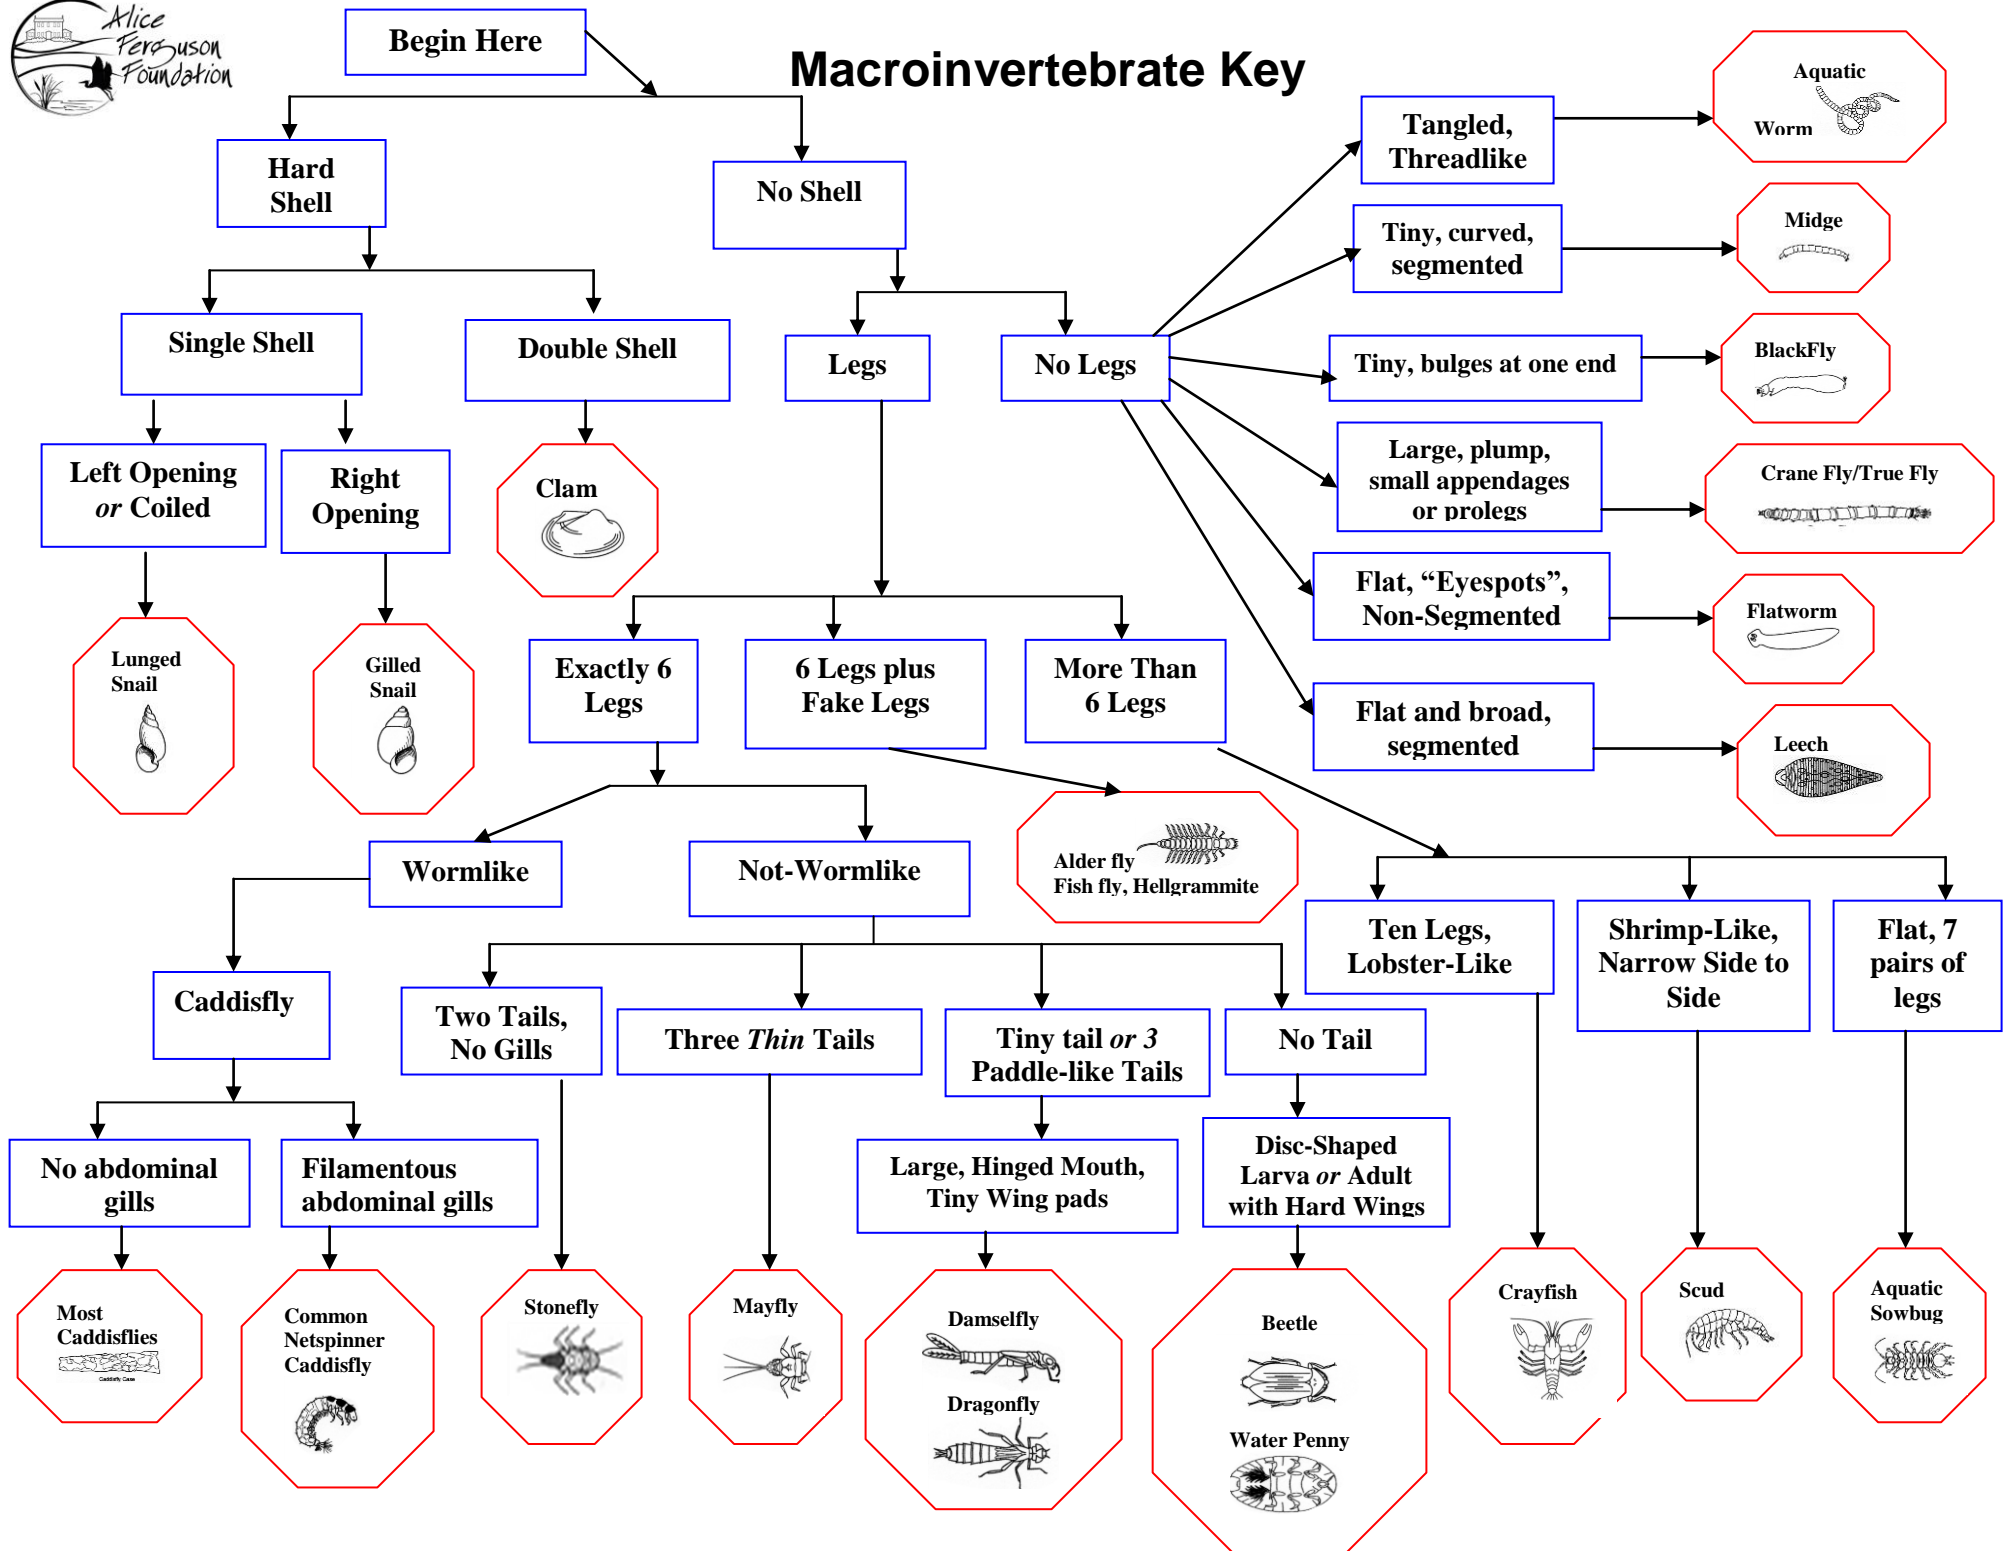 Alice
Ferguson
Foundation
Begin Here
Macroinvertebrate Key
Hard
Shell
No Shell
Single Shell
Double Shell
Legs
No Legs
Left Opening
or Coiled
Right
Opening
Clam
Lunged
Snail
Gilled
Snail
Tangled,
Threadlike
Aquatic
Worm
Tiny, curved,
segmented
Midge
Tiny, bulges at one end
BlackFly
Large, plump,
small appendages
or prolegs
Crane Fly/True Fly
Flat, “Eyespots”,
Non-Segmented
Flatworm
Flat and broad,
segmented
Leech
Exactly 6
Legs
6 Legs plus
Fake Legs
More Than
6 Legs
Wormlike
Not-Wormlike
Alder fly
Fish fly, Hellgrammite
Ten Legs,
Lobster-Like
Shrimp-Like,
Narrow Side to
Side
Flat, 7
pairs of
legs
Caddisfly
Two Tails,
No Gills
Three Thin Tails
Tiny tail or 3
Paddle-like Tails
No Tail
No abdominal
gills
Filamentous
abdominal gills
Large, Hinged Mouth,
Tiny Wing pads
Disc-Shaped
Larva or Adult
with Hard Wings
Most
Caddisflies
Caddisfly Case
Common
Netspinner
Caddisfly
Stonefly
Mayfly
Damselfly
Dragonfly
Beetle
Water Penny
Crayfish
Scud
Aquatic
Sowbug